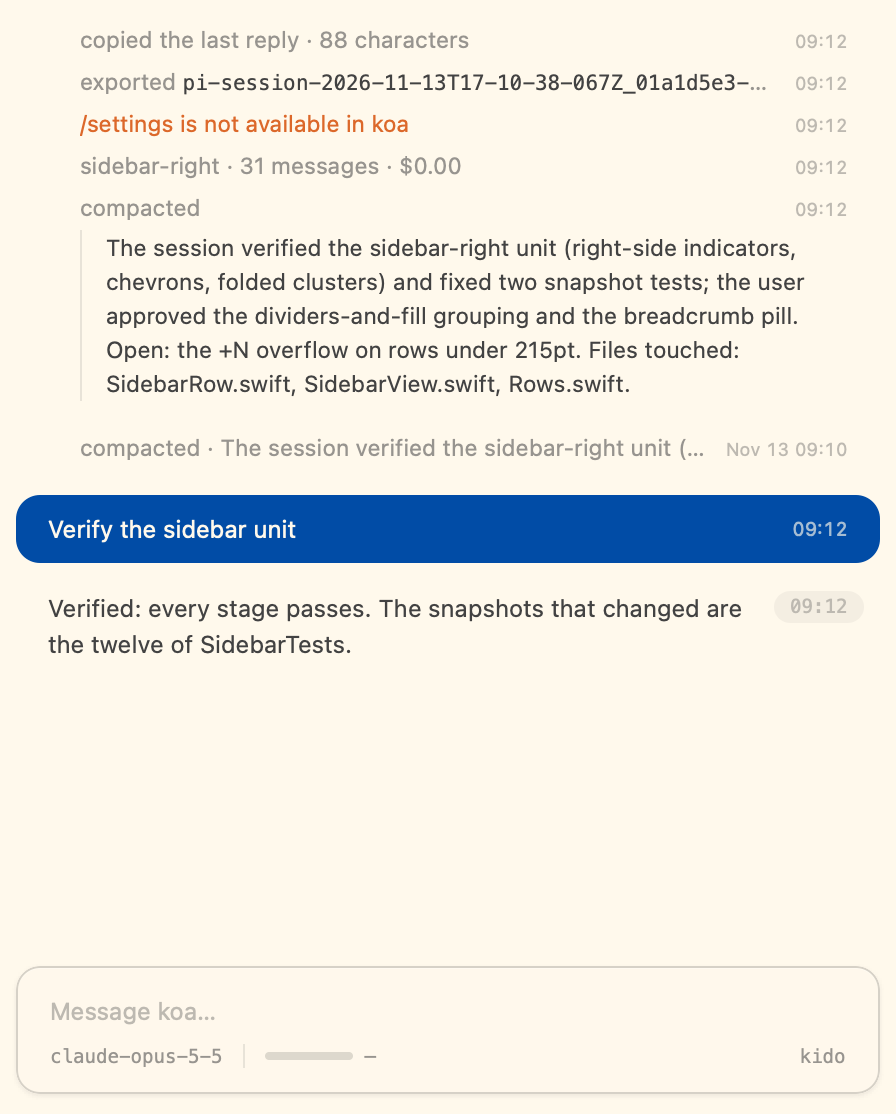 copied the last reply · 88 characters 09:12
exported pi-session-2026-11-13T17-10-38-067Z_01a1d5e3-… 09:12
/settings is not available in koa 09:12
sidebar-right · 31 messages · $0.00 09:12
compacted 09:12
The session verified the sidebar-right unit (right-side indicators,
chevrons, folded clusters) and fixed two snapshot tests; the user
approved the dividers-and-fill grouping and the breadcrumb pill.
Open: the +N overflow on rows under 215pt. Files touched:
SidebarRow.swift, SidebarView.swift, Rows.swift.
compacted · The session verified the sidebar-right unit (… Nov 13 09:10
Verify the sidebar unit 09:12
Verified: every stage passes. The snapshots that changed are 09:12
the twelve of SidebarTests.
Message koa…
claude-opus-5-5 – kido